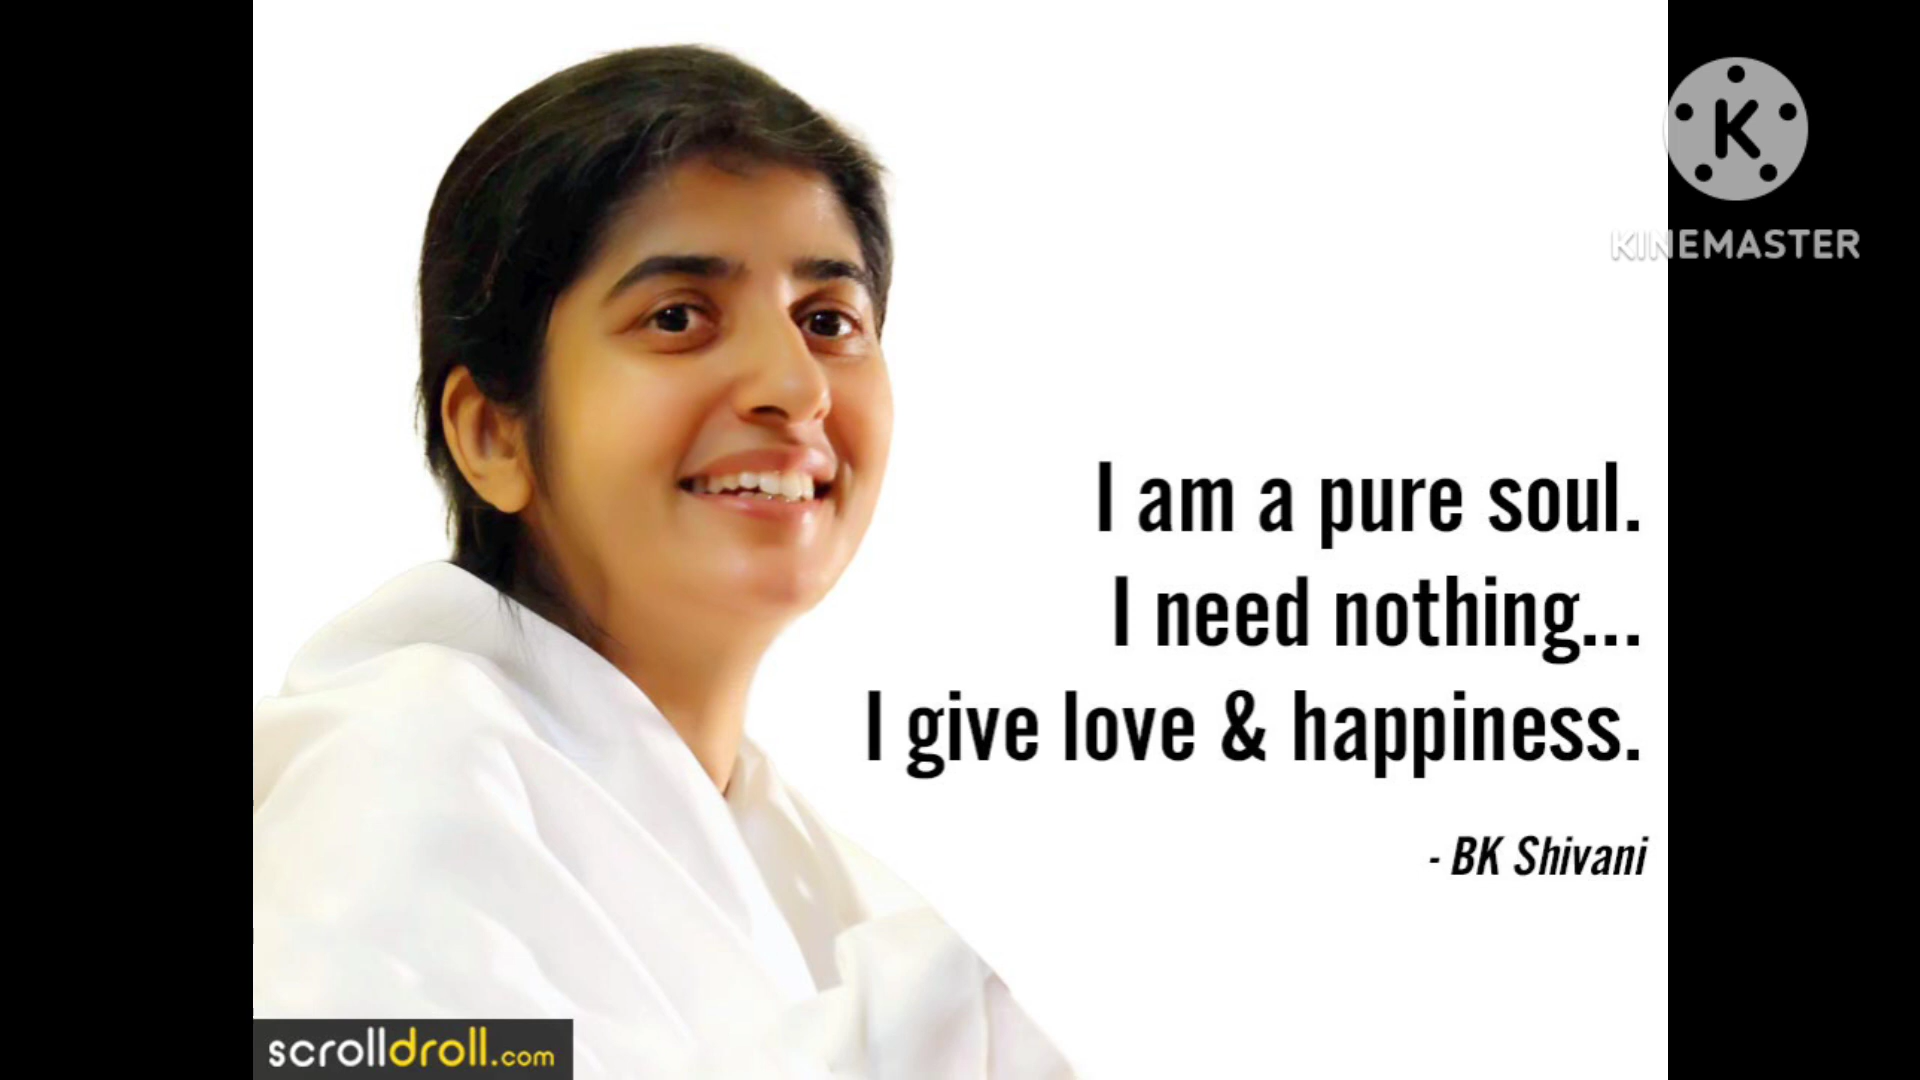 K
KINEMASTER
I am a pure soul.
I need nothing...
I give love & happiness.
- BK Shivani
scrolldroll.com